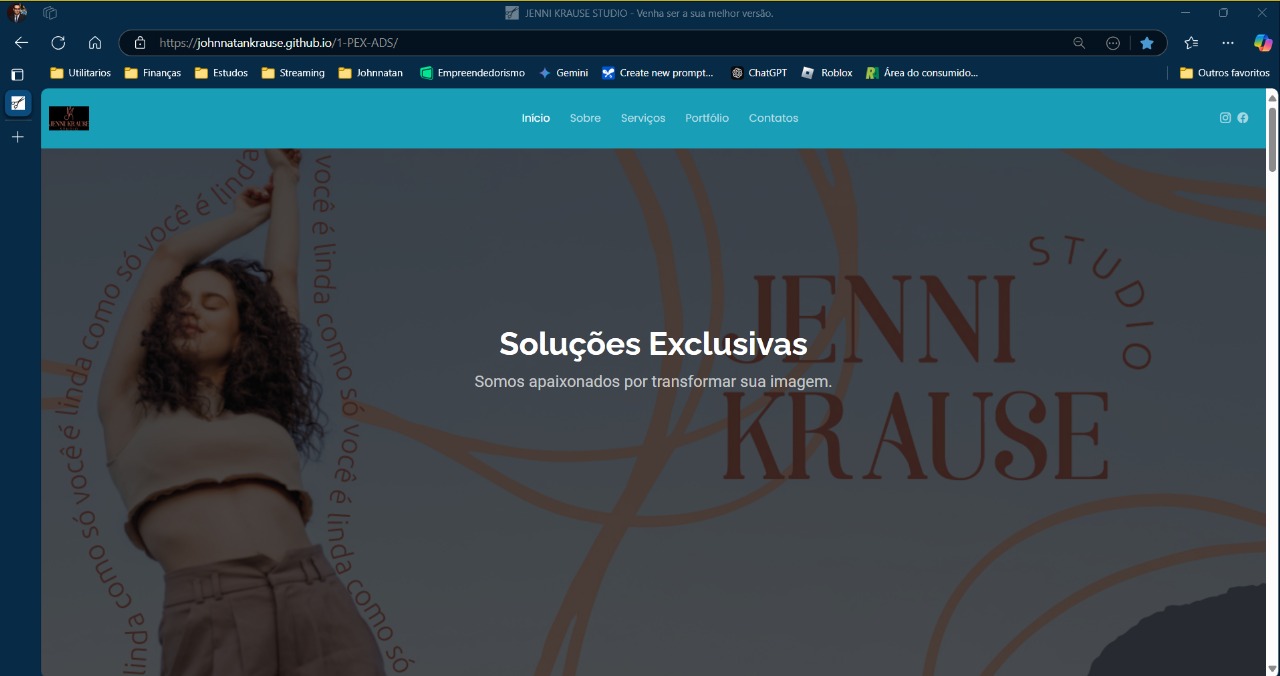 JENNI KRAUSE STUDIO - Venha ser a sua melhor versão.
https://johnnatankrause.github.io/1-PEX-ADS/
Utilitarios Finanças Estudos Streaming Johnnatan Empreendedorismo Gemini Create new prompt... ChatGPT Roblox Área do consumido... Outros favoritos
JENNI KRAUSE
Início Sobre Serviços Portfólio Contatos
linda como só você é linda como só você é linda
você é linda como só você é linda como só
STUDIO
JENNI
KRAUSE
Soluções Exclusivas
Somos apaixonados por transformar sua imagem.